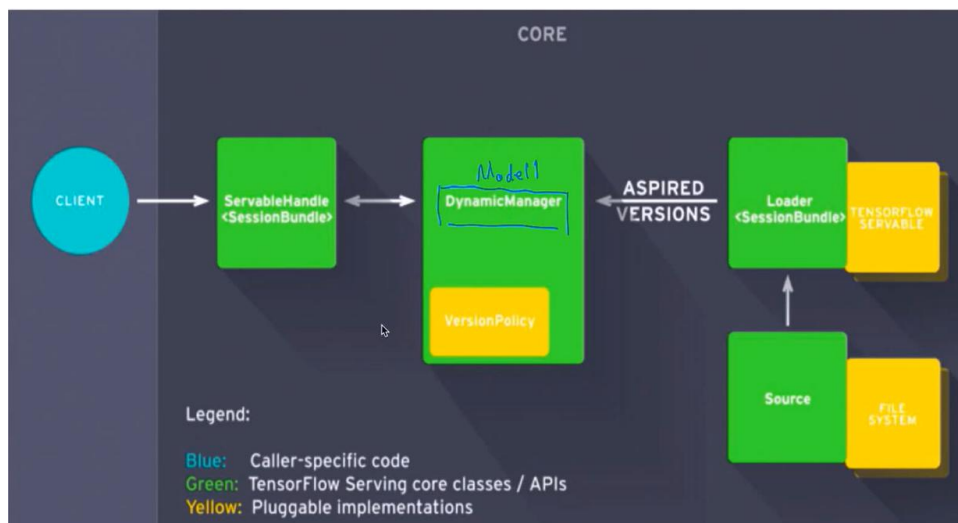 CORE
CLIENT
ServableHandle
<SessionBundle>
Model1
DynamicManager
VersionPolicy
ASPIRED
VERSIONS
Loader
<SessionBundle>
TENSORFLOW
SERVABLE
Source
FILE
SYSTEM
Legend:
Blue: Caller-specific code
Green: TensorFlow Serving core classes / APIs
Yellow: Pluggable implementations